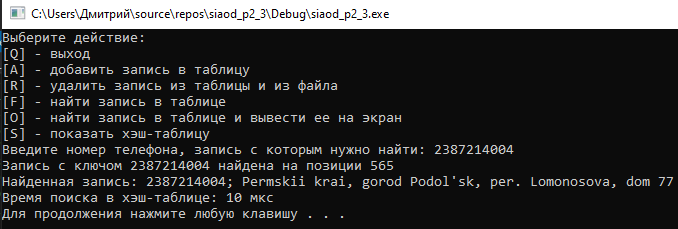 C:\Users\Дмитрий\source\repos\siaod_p2_3\Debug\siaod_p2_3.exe
Выберите действие:
[Q] - выход
[A] - добавить запись в таблицу
[R] - удалить запись из таблицы и из файла
[F] - найти запись в таблице
[O] - найти запись в таблице и вывести ее на экран
[S] - показать хэш-таблицу
Введите номер телефона, запись с которым нужно найти: 2387214004
Запись с ключом 2387214004 найдена на позиции 565
Найденная запись: 2387214004; Permskii krai, gorod Podol'sk, per. Lomonosova, dom 77
Время поиска в хэш-таблице: 10 мкс
Для продолжения нажмите любую клавишу . . .